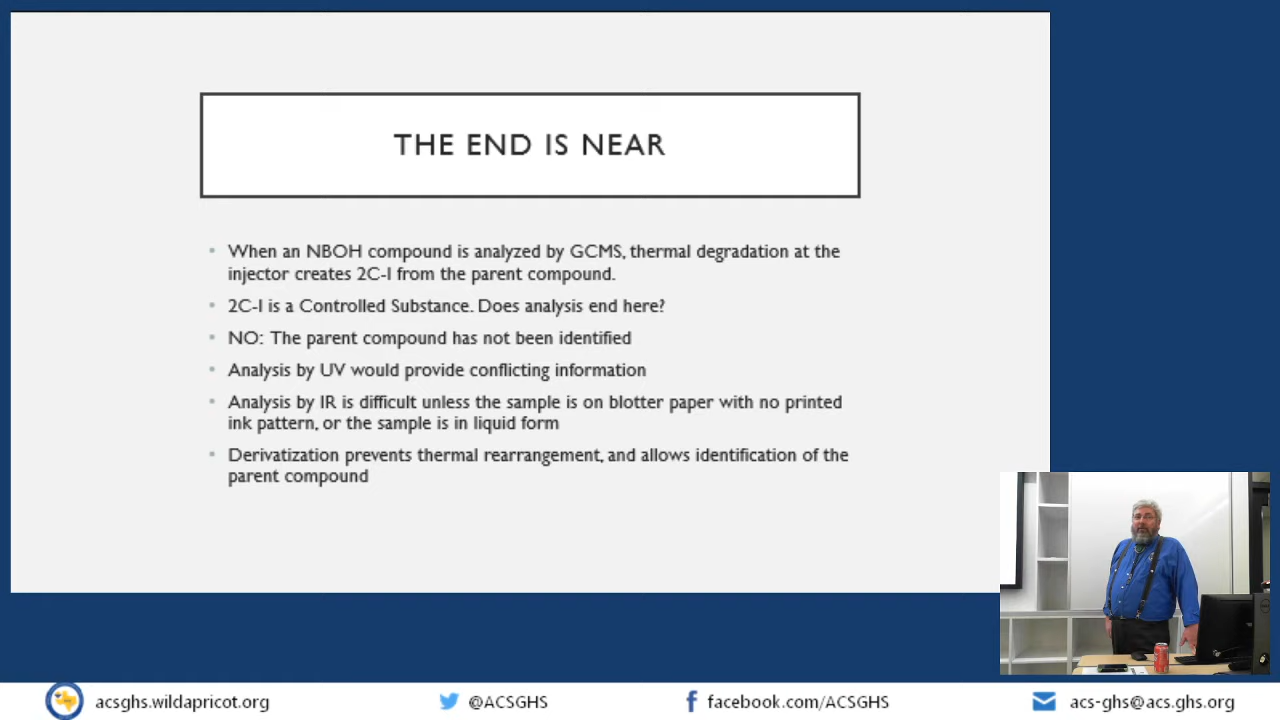 THE END IS NEAR
When an NBOH compound is analyzed by GCMS, thermal degradation at the
injector creates 2C-I from the parent compound.
2C-I is a Controlled Substance. Does analysis end here?
NO: The parent compound has not been identified
Analysis by UV would provide conflicting information
Analysis by IR is difficult unless the sample is on blotter paper with no printed
ink pattern, or the sample is in liquid form
Derivatization prevents thermal rearrangement, and allows identification of the
parent compound
acsghs.wildapricot.org
@ACSGHS
facebook.com/ACSGHS
acs-ghs@acs.ghs.org